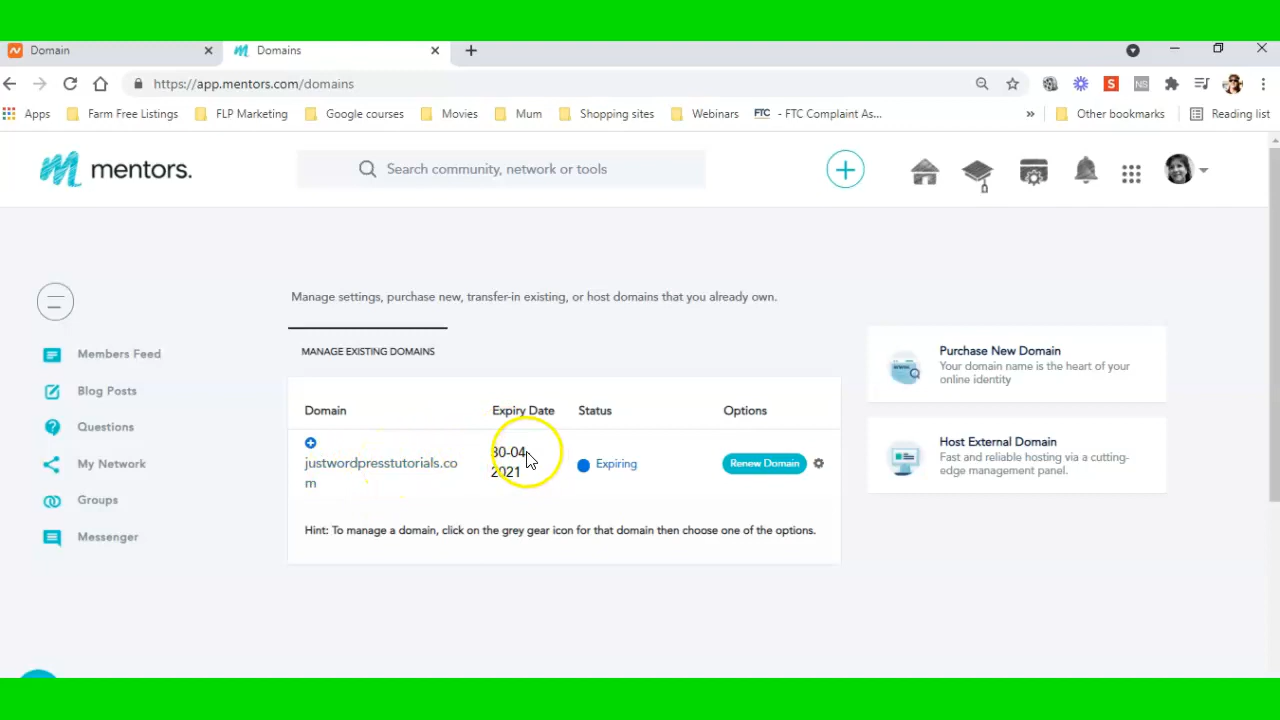 Domain
Domains
https://app.mentors.com/domains
S
NS
Apps
Farm Free Listings
FLP Marketing
Google courses
Movies
Mum
Shopping sites
Webinars
FTC - FTC Complaint As...
»
Other bookmarks
Reading list
mentors.
Search community, network or tools
Manage settings, purchase new, transfer-in existing, or host domains that you already own.
Members Feed
Blog Posts
Questions
My Network
Groups
Messenger
MANAGE EXISTING DOMAINS
Domain
Expiry Date
Status
Options
justwordpresstutorials.co
m
30-04-
2021
Expiring
Renew Domain
Hint: To manage a domain, click on the grey gear icon for that domain then choose one of the options.
Purchase New Domain
Your domain name is the heart of your
online identity
Host External Domain
Fast and reliable hosting via a cutting-
edge management panel.